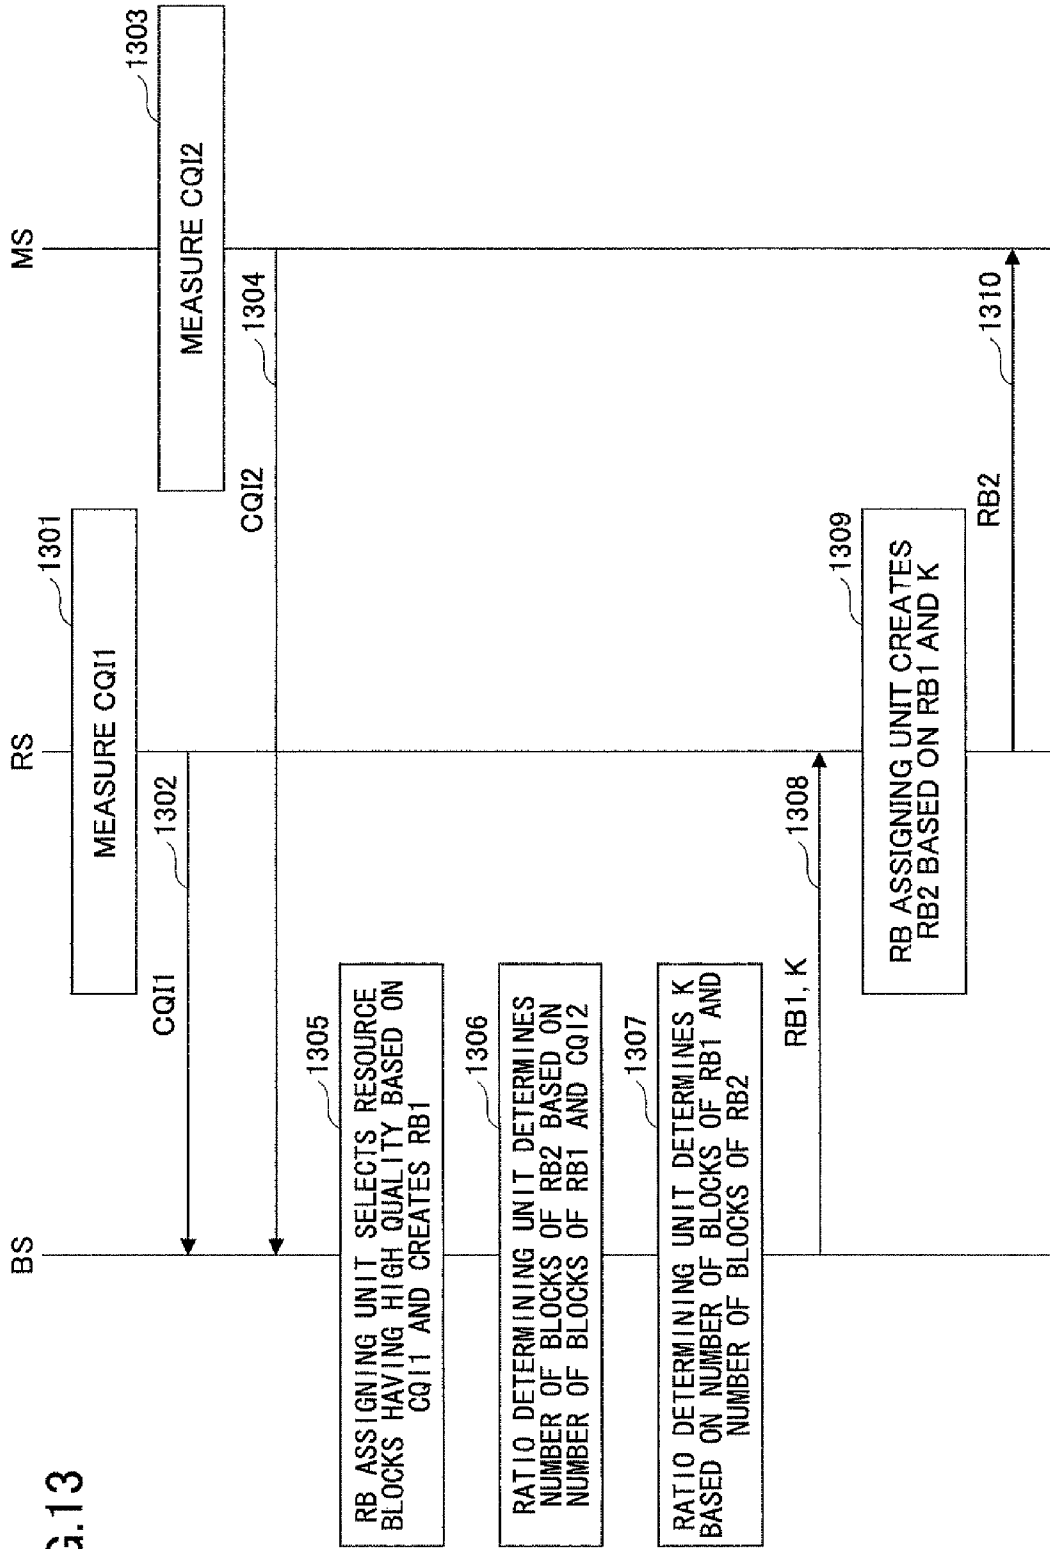 G.13
BS
RS
MS
1301
MEASURE CQI1
CQI1
1302
1303
MEASURE CQI2
CQI2
1304
1305
RB ASSIGNING UNIT SELECTS RESOURCE
BLOCKS HAVING HIGH QUALITY BASED ON
CQI1 AND CREATES RB1
1306
RATIO DETERMINING UNIT DETERMINES
NUMBER OF BLOCKS OF RB2 BASED ON
NUMBER OF BLOCKS OF RB1 AND CQI2
1307
RATIO DETERMINING UNIT DETERMINES K
BASED ON NUMBER OF BLOCKS OF RB1 AND
NUMBER OF BLOCKS OF RB2
RB1, K
1308
1309
RB ASSIGNING UNIT CREATES
RB2 BASED ON RB1 AND K
RB2
1310